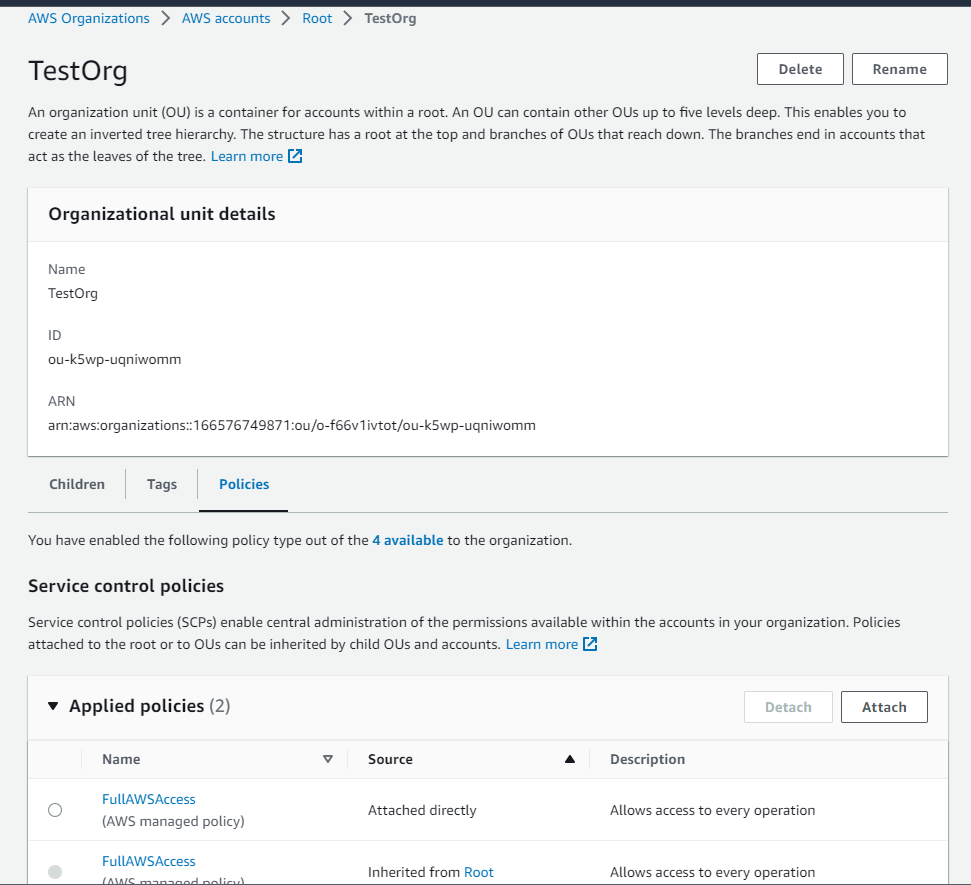 AWS Organizations > AWS accounts > Root > TestOrg
TestOrg
Delete
Rename
An organization unit (OU) is a container for accounts within a root. An OU can contain other OUs up to five levels deep. This enables you to
create an inverted tree hierarchy. The structure has a root at the top and branches of OUs that reach down. The branches end in accounts that
act as the leaves of the tree. Learn more
Organizational unit details
Name
TestOrg
ID
ou-k5wp-uqniwomm
ARN
arn:aws:organizations::166576749871:ou/o-f66v1ivtot/ou-k5wp-uqniwomm
Children
Tags
Policies
You have enabled the following policy type out of the 4 available to the organization.
Service control policies
Service control policies (SCPs) enable central administration of the permissions available within the accounts in your organization. Policies
attached to the root or to OUs can be inherited by child OUs and accounts. Learn more
Applied policies (2)
Detach
Attach
Name
Source
Description
FullAWSAccess
(AWS managed policy)
Attached directly
Allows access to every operation
FullAWSAccess
(AWS managed policy)
Inherited from Root
Allows access to every operation